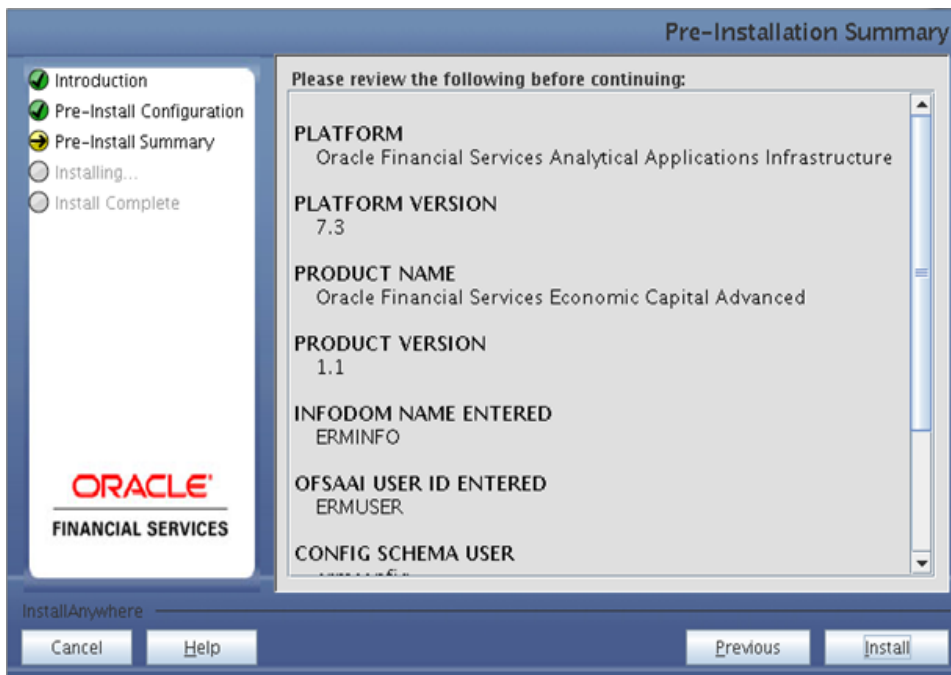 Pre-Installation Summary
Introduction
Pre-Install Configuration
Pre-Install Summary
Installing...
Install Complete
ORACLE
FINANCIAL SERVICES
Please review the following before continuing:
PLATFORM
Oracle Financial Services Analytical Applications Infrastructure
PLATFORM VERSION
7.3
PRODUCT NAME
Oracle Financial Services Economic Capital Advanced
PRODUCT VERSION
1.1
INFODOM NAME ENTERED
ERMINFO
OFSAAI USER ID ENTERED
ERMUSER
CONFIG SCHEMA USER
InstallAnywhere
Cancel
Help
Previous
Install